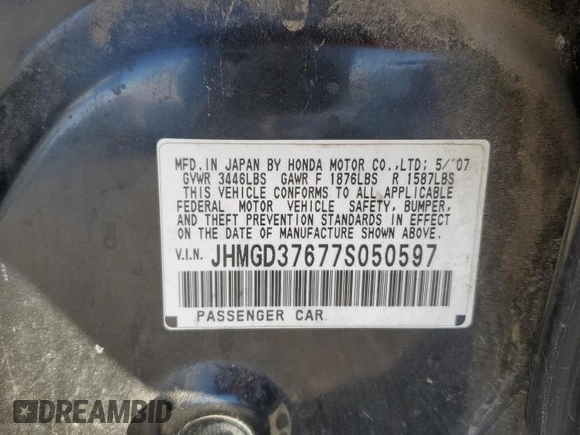 MFD. IN JAPAN BY HONDA MOTOR CO.,LTD; 5/'07
GVWR 3446LBS GAWR F 1876LBS R 1587LBS
THIS VEHICLE CONFORMS TO ALL APPLICABLE
FEDERAL MOTOR VEHICLE SAFETY, BUMPER,
AND THEFT PREVENTION STANDARDS IN EFFECT
ON THE DATE OF MANUFACTURE SHOWN ABOVE.
V.I.N. JHMGD37677S050597
PASSENGER CAR
DREAMBID